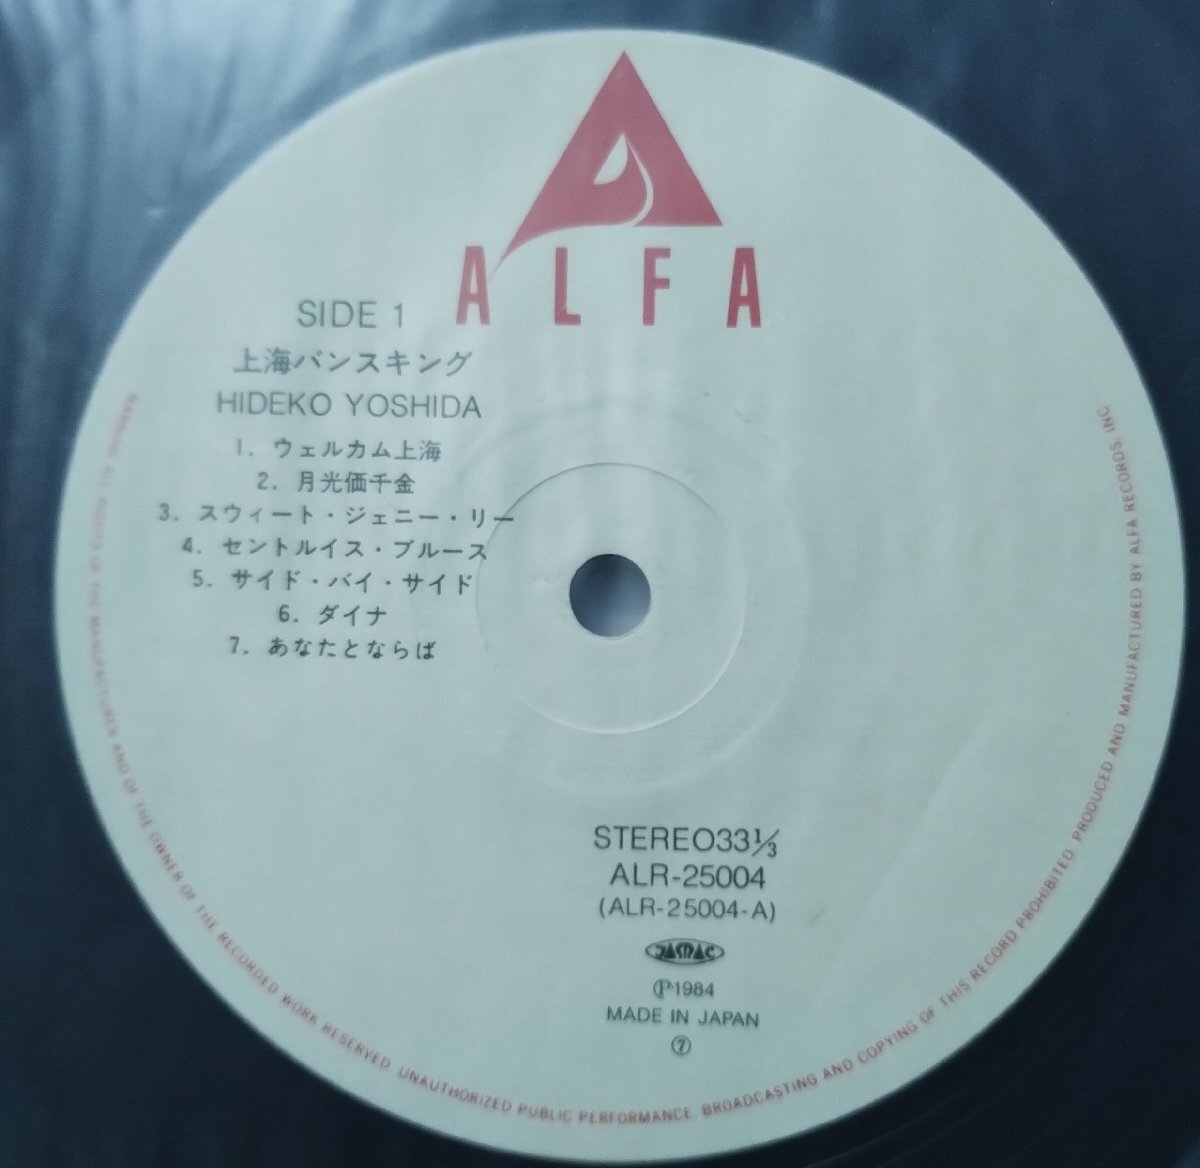 ALFA
SIDE 1
上海バンスキング
HIDEKO YOSHIDA
1. ウェルカム上海
2. 月光価千金
3. スウィート・ジェニー・リー
4. セントルイス・ブルース
5. サイド・バイ・サイド
6. ダイナ
7. あなたとならば
STEREO33⅓
ALR-25004
(ALR-25004-A)
JASRAC
Ⓟ1984
MADE IN JAPAN
⑦
WARNING: ALL RIGHTS OF THE MANUFACTURER AND OF THE OWNER OF THE RECORDED WORK RESERVED. UNAUTHORIZED PUBLIC PERFORMANCE, BROADCASTING AND COPYING OF THIS RECORD PROHIBITED. PRODUCED AND MANUFACTURED BY ALFA RECORDS, INC.